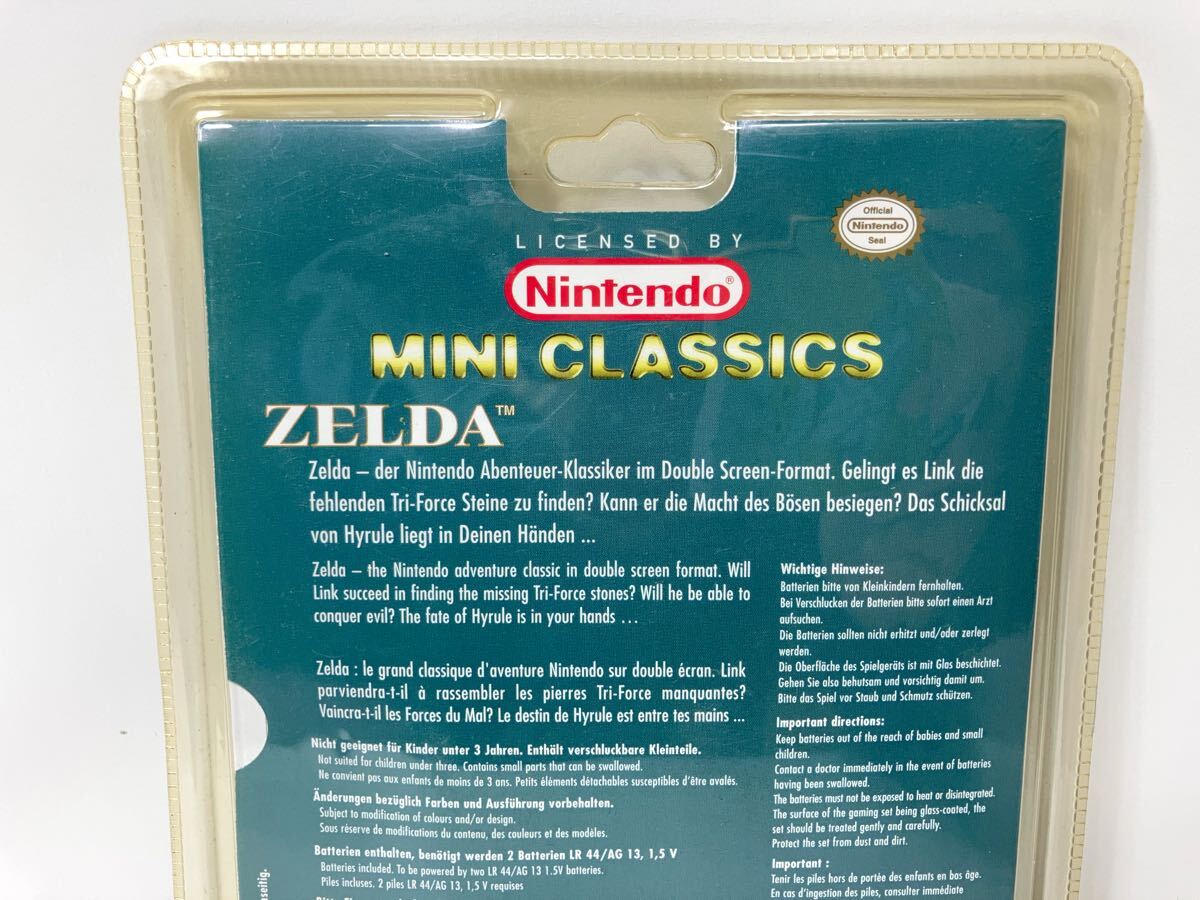 Official
Nintendo
Seal
LICENSED BY
Nintendo®
MINI CLASSICS
ZELDA™
Zelda – der Nintendo Abenteuer-Klassiker im Double Screen-Format. Gelingt es Link die
fehlenden Tri-Force Steine zu finden? Kann er die Macht des Bösen besiegen? Das Schicksal
von Hyrule liegt in Deinen Händen ...
Zelda – the Nintendo adventure classic in double screen format. Will
Link succeed in finding the missing Tri-Force stones? Will he be able to
conquer evil? The fate of Hyrule is in your hands ...
Zelda : le grand classique d'aventure Nintendo sur double écran. Link
parviendra-t-il à rassembler les pierres Tri-Force manquantes?
Vaincra-t-il les Forces du Mal? Le destin de Hyrule est entre tes mains ...
Nicht geeignet für Kinder unter 3 Jahren. Enthält verschluckbare Kleinteile.
Not suited for children under three. Contains small parts that can be swallowed.
Ne convient pas aux enfants de moins de 3 ans. Petits éléments détachables susceptibles d'être avalés.
Änderungen bezüglich Farben und Ausführung vorbehalten.
Subject to modification of colours and/or design.
Sous réserve de modifications du contenu, des couleurs et des modèles.
Batterien enthalten, benötigt werden 2 Batterien LR 44/AG 13, 1,5 V
Batteries included. To be powered by two LR 44/AG 13 1.5V batteries.
Piles incluses. 2 piles LR 44/AG 13, 1,5 V requises
Wichtige Hinweise:
Batterien bitte von Kleinkindern fernhalten.
Bei Verschlucken der Batterien bitte sofort einen Arzt
aufsuchen.
Die Batterien sollten nicht erhitzt und/oder zerlegt
werden.
Die Oberfläche des Spielgeräts ist mit Glas beschichtet.
Gehen Sie also behutsam und vorsichtig damit um.
Bitte das Spiel vor Staub und Schmutz schützen.
Important directions:
Keep batteries out of the reach of babies and small
children.
Contact a doctor immediately in the event of batteries
having been swallowed.
The batteries must not be exposed to heat or disintegrated.
The surface of the gaming set being glass-coated, the
set should be treated gently and carefully.
Protect the set from dust and dirt.
Important :
Tenir les piles hors de portée des enfants en bas âge.
En cas d'ingestion des piles, consulter immédiate